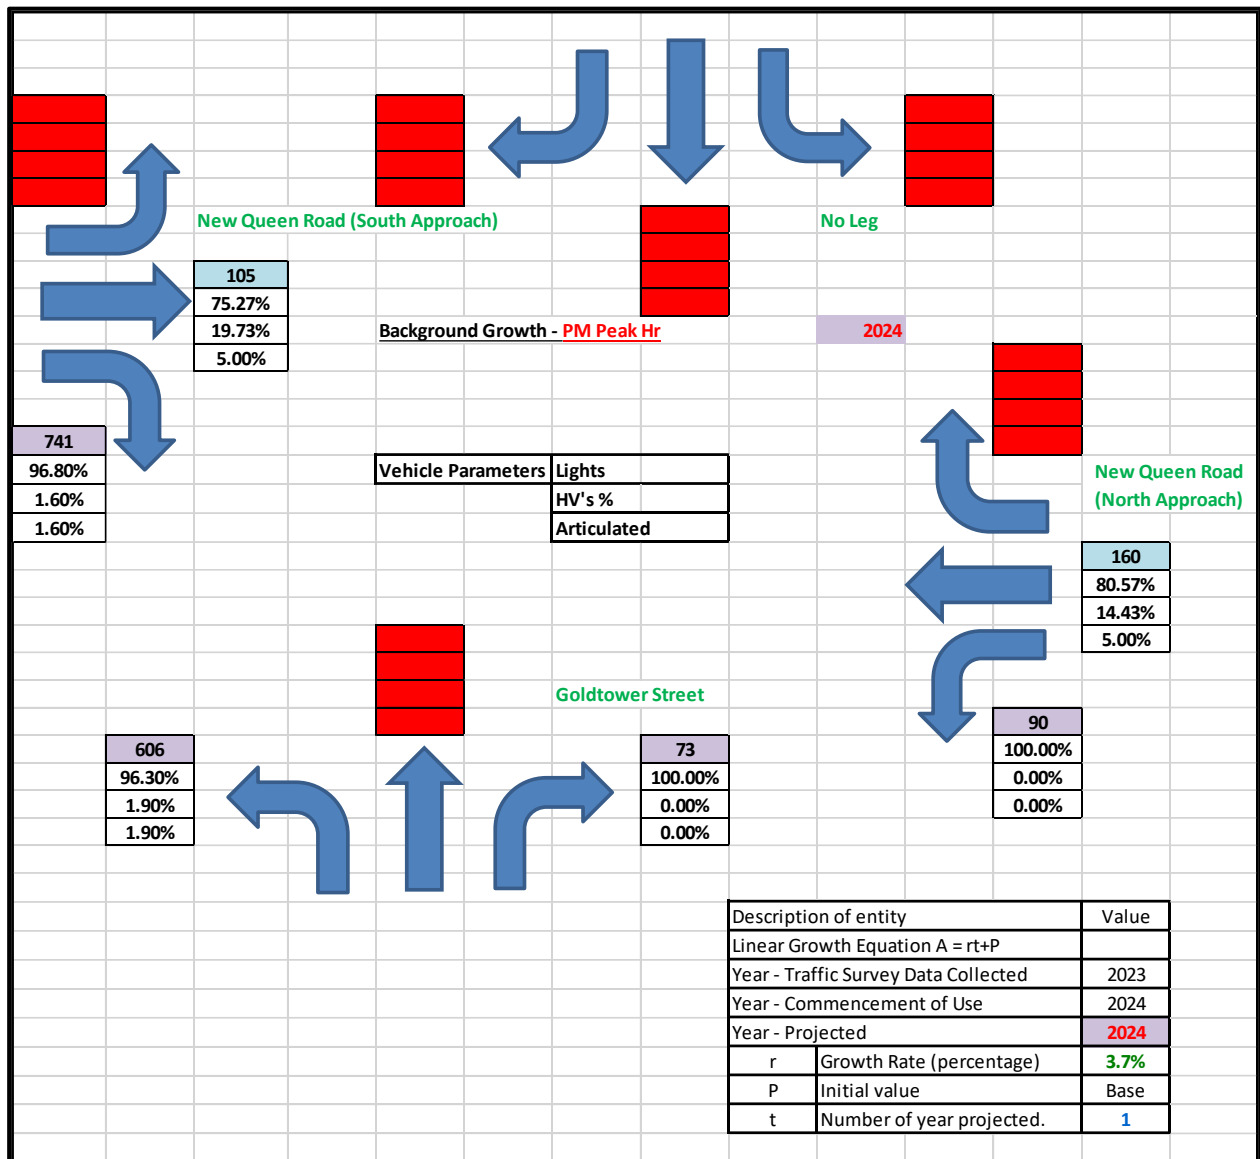 New Queen Road (South Approach)
No Leg
105
75.27%
19.73%
5.00%
Background Growth - PM Peak Hr
2024
741
96.80%
1.60%
1.60%
Vehicle Parameters Lights
HV's %
Articulated
New Queen Road
(North Approach)
160
80.57%
14.43%
5.00%
Goldtower Street
606
96.30%
1.90%
1.90%
73
100.00%
0.00%
0.00%
90
100.00%
0.00%
0.00%
Description of entity Value
Linear Growth Equation A = rt+P
Year - Traffic Survey Data Collected 2023
Year - Commencement of Use 2024
Year - Projected 2024
r Growth Rate (percentage) 3.7%
P Initial value Base
t Number of year projected. 1